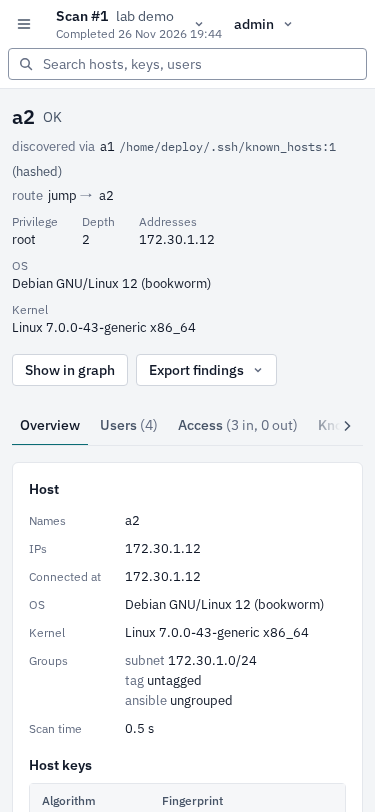 Scan #1 lab demo
Completed 26 Nov 2026 19:44
admin
Search hosts, keys, users
a2 OK
discovered via a1 /home/deploy/.ssh/known_hosts:1
(hashed)
route jump → a2
Privilege Depth Addresses
root 2 172.30.1.12
OS
Debian GNU/Linux 12 (bookworm)
Kernel
Linux 7.0.0-43-generic x86_64
Show in graph Export findings
Overview Users (4) Access (3 in, 0 out) Kn
Host
Names a2
IPs 172.30.1.12
Connected at 172.30.1.12
OS Debian GNU/Linux 12 (bookworm)
Kernel Linux 7.0.0-43-generic x86_64
Groups subnet 172.30.1.0/24
tag untagged
ansible ungrouped
Scan time 0.5 s
Host keys
Algorithm Fingerprint